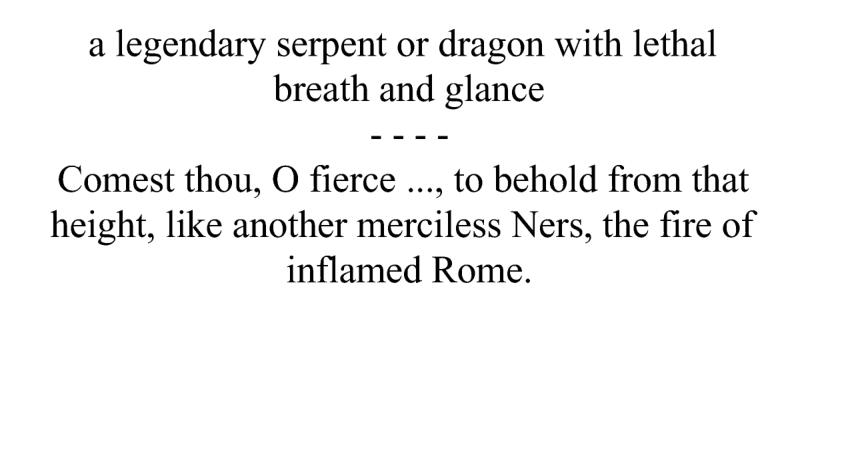 a legendary serpent or dragon with lethal
breath and glance
- - - -
Comest thou, O fierce ..., to behold from that
height, like another merciless Ners, the fire of
inflamed Rome.